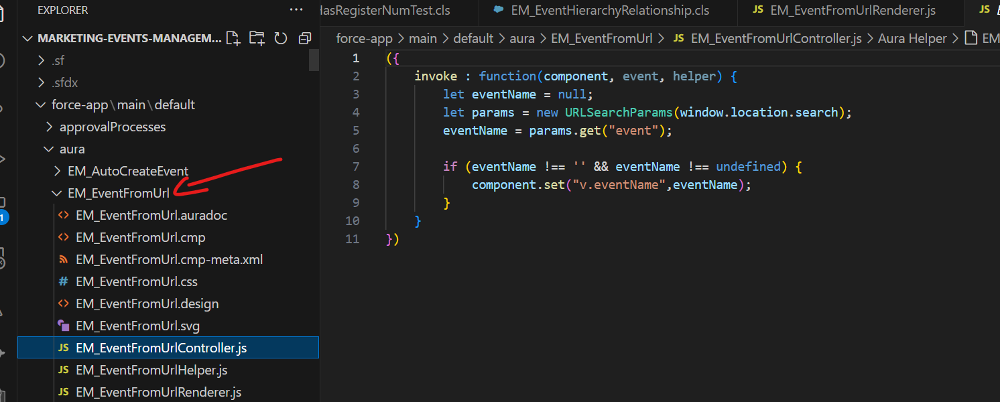 EXPLORER
MARKETING-EVENTS-MANAGEM...
.sf
.sfdx
force-app\main\default
approvalProcesses
aura
EM_AutoCreateEvent
EM_EventFromUrl
EM_EventFromUrl.auradoc
EM_EventFromUrl.cmp
EM_EventFromUrl.cmp-meta.xml
EM_EventFromUrl.css
EM_EventFromUrl.design
EM_EventFromUrl.svg
JS EM_EventFromUrlController.js
JS EM_EventFromUrlHelper.js
JS EM_EventFromUrlRenderer.js
1
HasRegisterNumTest.cls EM_EventHierarchyRelationship.cls JS EM_EventFromUrlRenderer.js JS
force-app > main > default > aura > EM_EventFromUrl > JS EM_EventFromUrlController.js > Aura Helper > EM
1 ({
2 invoke : function(component, event, helper) {
3 let eventName = null;
4 let params = new URLSearchParams(window.location.search);
5 eventName = params.get("event");
6
7 if (eventName !== '' && eventName !== undefined) {
8 component.set("v.eventName",eventName);
9 }
10 }
11 })